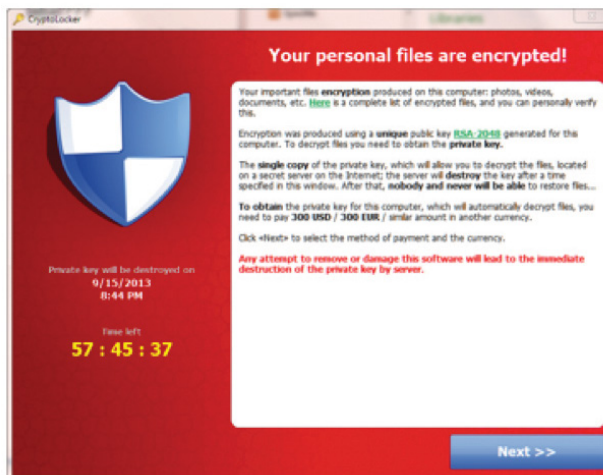 CryptoLocker
Libraries
Your personal files are encrypted!
Your important files encryption produced on this computer: photos, videos,
documents, etc. Here is a complete list of encrypted files, and you can personally verify
this.
Encryption was produced using a unique public key RSA-2048 generated for this
computer. To decrypt files you need to obtain the private key.
The single copy of the private key, which will allow you to decrypt the files, located
on a secret server on the Internet; the server will destroy the key after a time
specified in this window. After that, nobody and never will be able to restore files...
To obtain the private key for this computer, which will automatically decrypt files, you
need to pay 300 USD / 300 EUR / similar amount in another currency.
Click «Next» to select the method of payment and the currency.
Any attempt to remove or damage this software will lead to the immediate
destruction of the private key by server.
Private key will be destroyed on
9/15/2013
8:44 PM
Time left
57 : 45 : 37
Next >>